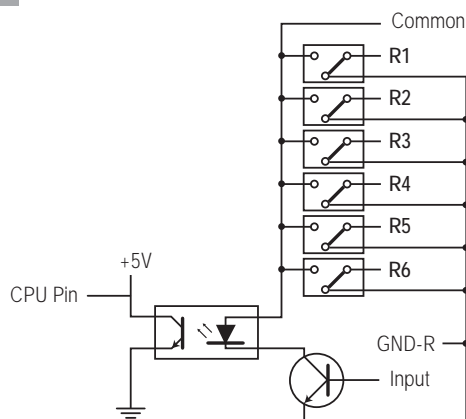 Common
R1
R2
R3
R4
R5
R6
+5V
CPU Pin
GND-R
Input